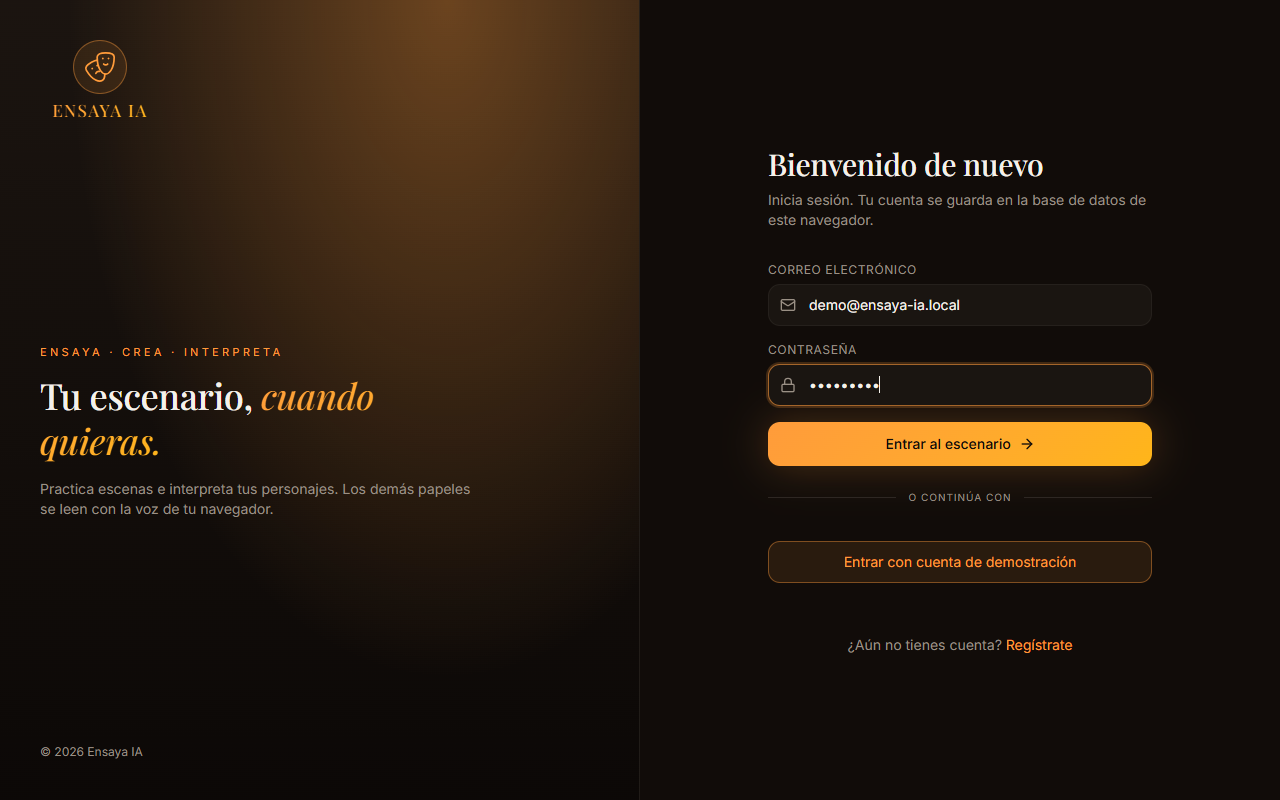 ENSAYA IA
ENSAYA · CREA · INTERPRETA
Tu escenario, cuando
quieras.
Practica escenas e interpreta tus personajes. Los demás papeles
se leen con la voz de tu navegador.
© 2026 Ensaya IA
Bienvenido de nuevo
Inicia sesión. Tu cuenta se guarda en la base de datos de
este navegador.
CORREO ELECTRÓNICO
demo@ensaya-ia.local
CONTRASEÑA
•••••••••
Entrar al escenario →
O CONTINÚA CON
Entrar con cuenta de demostración
¿Aún no tienes cuenta? Regístrate